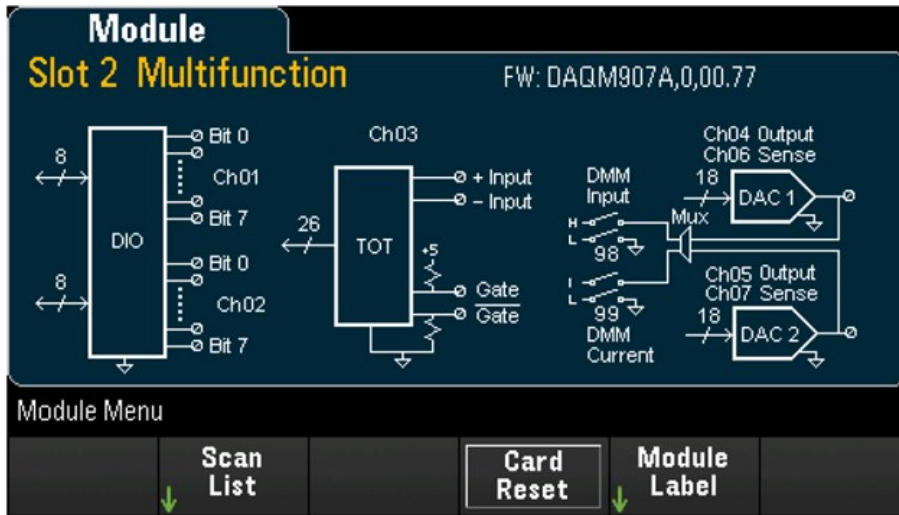 Module
Slot 2 Multifunction
FW: DAQM907A,0,00.77
8
DIO
Bit 0
Ch01
Bit 7
8
Bit 0
Ch02
Bit 7
Ch03
26
TOT
+ Input
- Input
+5
Gate
Gate
DMM
Input
H
L
98
I
L
99
DMM
Current
Mux
Ch04 Output
Ch06 Sense
18
DAC 1
Ch05 Output
Ch07 Sense
18
DAC 2
Module Menu
Scan
List
Card
Reset
Module
Label